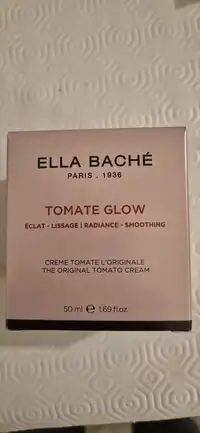 ELLA BACHÉ
PARIS . 1936
TOMATE GLOW
ÉCLAT - LISSAGE | RADIANCE - SMOOTHING
CREME TOMATE L'ORIGINALE
THE ORIGINAL TOMATO CREAM
50 ml e 1.69 fl.oz.